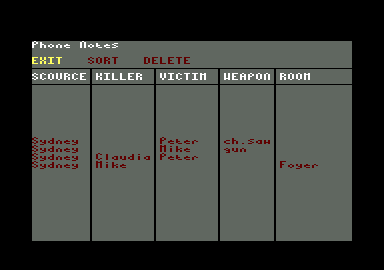 Phone Notes
EXIT SORT DELETE
SCOURCE KILLER VICTIM WEAPON ROOM
Sydney Peter ch.saw
Sydney Mike gun
Sydney Claudia Peter
Sydney Mike Foyer